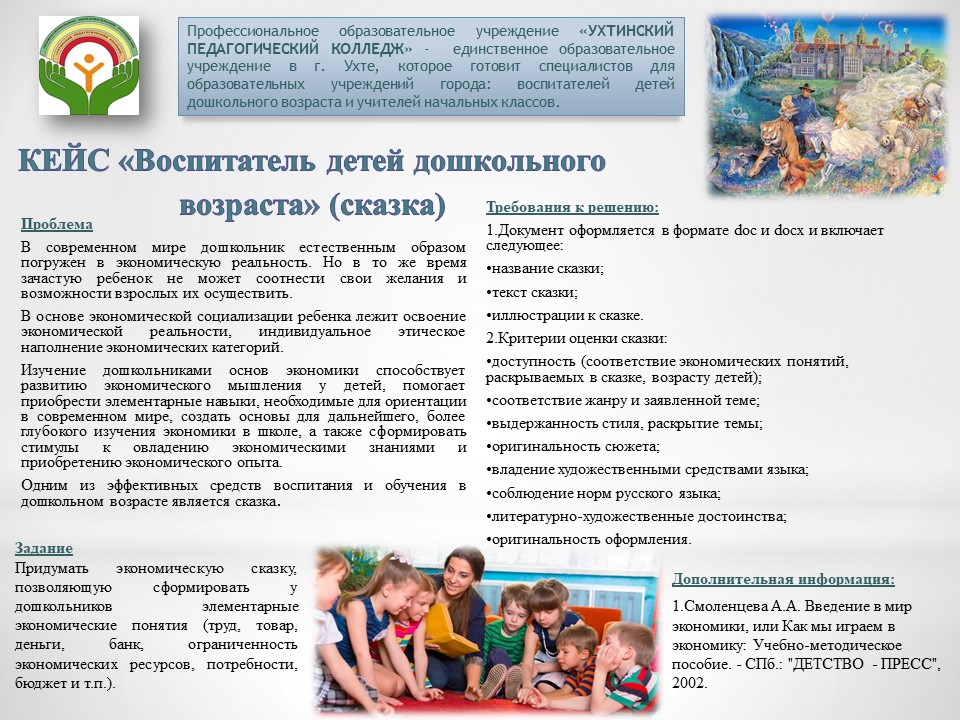 Профессиональное образовательное учреждение «УХТИНСКИЙ
ПЕДАГОГИЧЕСКИЙ КОЛЛЕДЖ» - единственное образовательное
учреждение в г. Ухте, которое готовит специалистов для
образовательных учреждений города: воспитателей детей
дошкольного возраста и учителей начальных классов.
КЕЙС «Воспитатель детей дошкольного
возраста» (сказка)
Проблема
В современном мире дошкольник естественным образом
погружен в экономическую реальность. Но в то же время
зачастую ребенок не может соотнести свои желания и
возможности взрослых их осуществить.
В основе экономической социализации ребенка лежит освоение
экономической реальности, индивидуальное этическое
наполнение экономических категорий.
Изучение дошкольниками основ экономики способствует
развитию экономического мышления у детей, помогает
приобрести элементарные навыки, необходимые для ориентации
в современном мире, создать основы для дальнейшего, более
глубокого изучения экономики в школе, а также сформировать
стимулы к овладению экономическими знаниями и
приобретению экономического опыта.
Одним из эффективных средств воспитания и обучения в
дошкольном возрасте является сказка.
Задание
Придумать экономическую сказку,
позволяющую сформировать у
дошкольников элементарные
экономические понятия (труд, товар,
деньги, банк, ограниченность
экономических ресурсов, потребности,
бюджет и т.п.).
Требования к решению:
1.Документ оформляется в формате doc и docx и включает
следующее:
•название сказки;
•текст сказки;
•иллюстрации к сказке.
2.Критерии оценки сказки:
•доступность (соответствие экономических понятий,
раскрываемых в сказке, возрасту детей);
•соответствие жанру и заявленной теме;
•выдержанность стиля, раскрытие темы;
•оригинальность сюжета;
•владение художественными средствами языка;
•соблюдение норм русского языка;
•литературно-художественные достоинства;
•оригинальность оформления.
Дополнительная информация:
1.Смоленцева А.А. Введение в мир
экономики, или Как мы играем в
экономику: Учебно-методическое
пособие. - СПб.: "ДЕТСТВО - ПРЕСС",
2002.